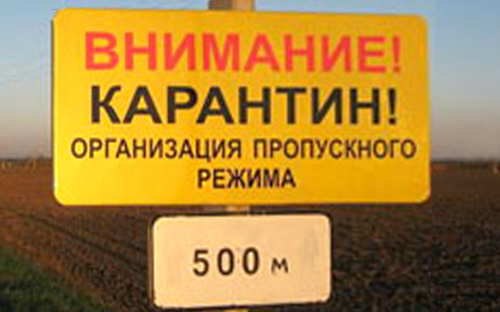 ВНИМАНИЕ!
КАРАНТИН!
ОРГАНИЗАЦИЯ ПРОПУСКНОГО
РЕЖИМА
500 м